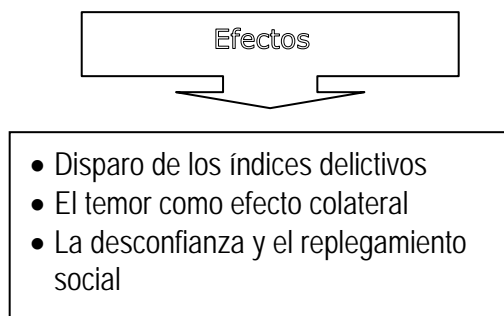 Efectos
• Disparo de los índices delictivos
• El temor como efecto colateral
• La desconfianza y el replegamiento
social